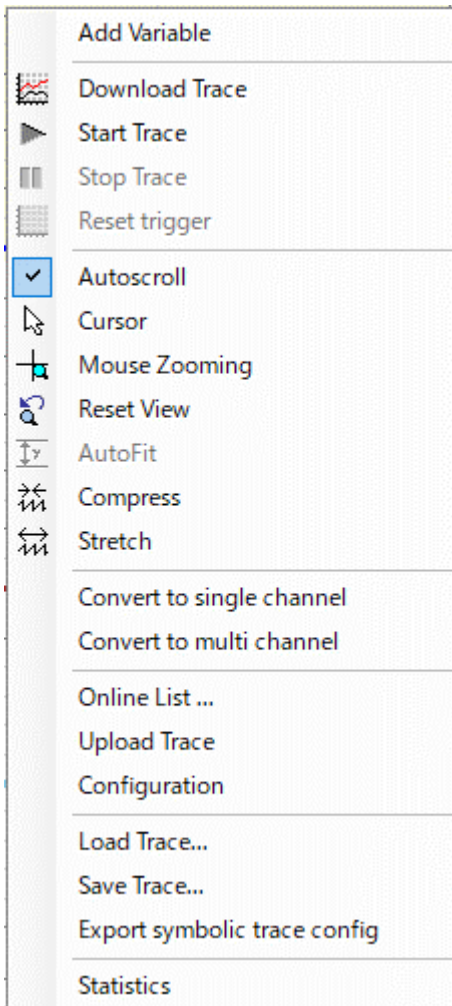 Add Variable
Download Trace
Start Trace
Stop Trace
Reset trigger
Autoscroll
Cursor
Mouse Zooming
Reset View
AutoFit
Compress
Stretch
Convert to single channel
Convert to multi channel
Online List ...
Upload Trace
Configuration
Load Trace...
Save Trace...
Export symbolic trace config
Statistics